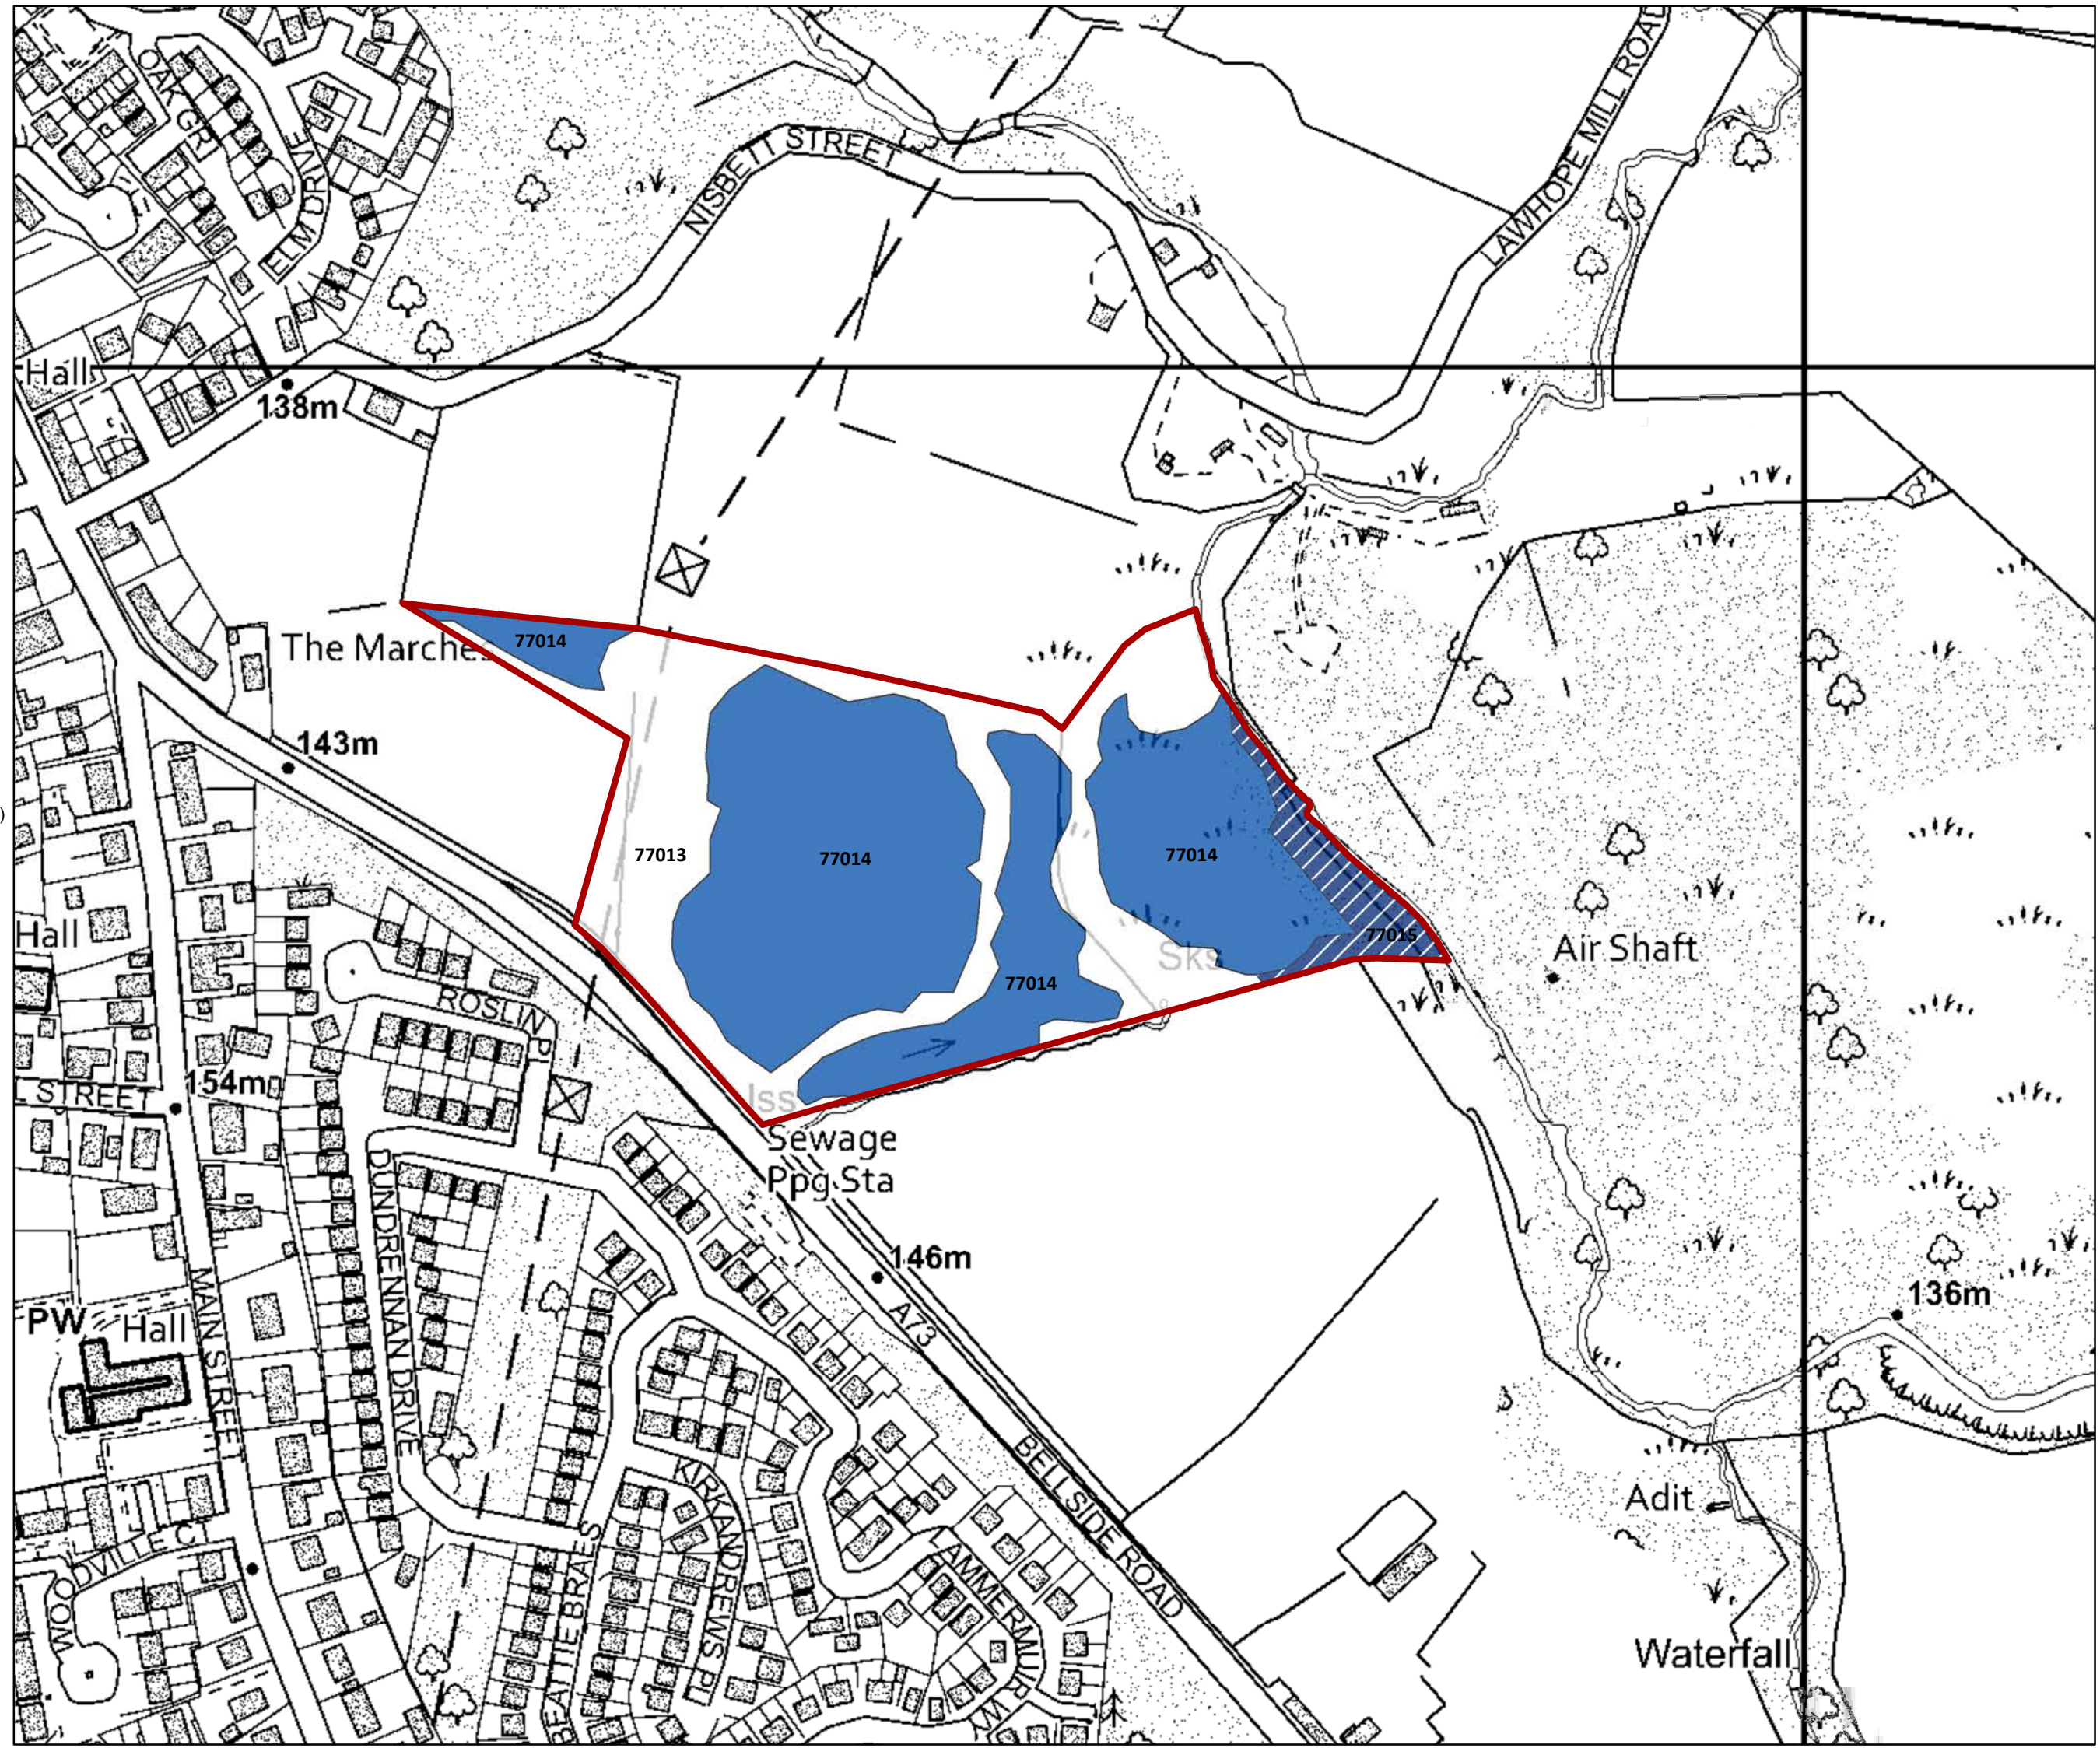 OAK GR
ELM DRIVE
NISBETT STREET
LAWHOPE MILL ROAD
Hall
138m
The Marches
77014
143m
)
77013
77014
77014
77014
77015
Hall
Sks
Air Shaft
ROSLIN PL
154m
L STREET
Iss
Sewage
Ppg Sta
DUNDRENNAN DRIVE
146m
136m
PW
Hall
MAIN STREET
A73
BELLSIDE ROAD
KIRKANDREWS PL
Adit
WOODVILLE CT
BEATTIE BRAES
LAMMERMUIR
WA
Waterfall